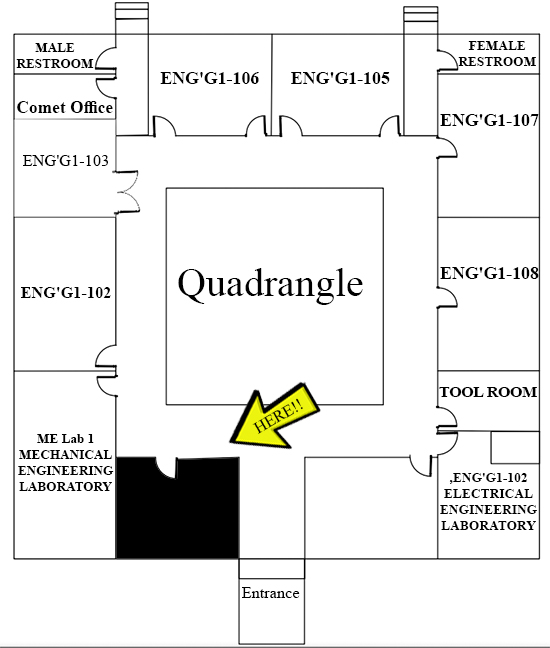 MALE
RESTROOM
ENG'G1-106
ENG'G1-105
FEMALE
RESTROOM
Comet Office
ENG'G1-107
ENG'G1-103
Quadrangle
ENG'G1-102
ENG'G1-108
TOOL ROOM
HERE!!
ME Lab 1
MECHANICAL
ENGINEERING
LABORATORY
,ENG'G1-102
ELECTRICAL
ENGINEERING
LABORATORY
Entrance